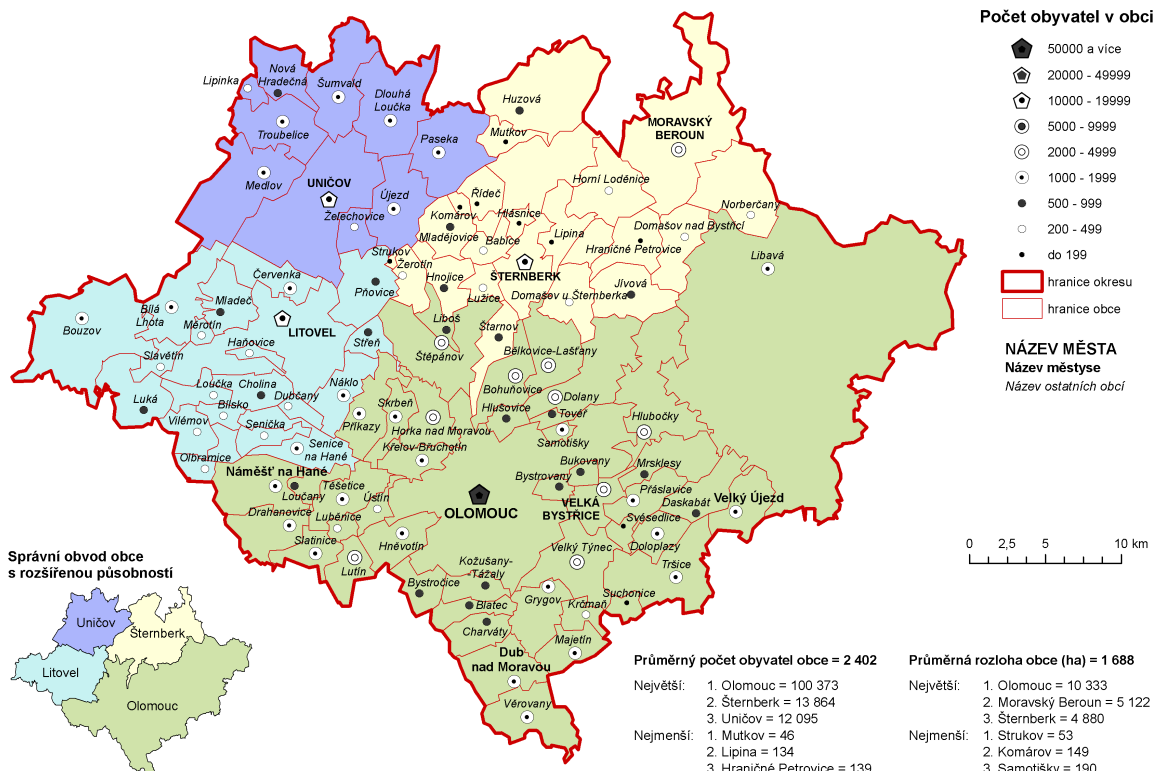 Počet obyvatel v obci
50000 a více
20000 - 49999
10000 - 19999
5000 - 9999
2000 - 4999
1000 - 1999
500 - 999
200 - 499
do 199
hranice okresu
hranice obce
NÁZEV MĚSTA
Název městyse
Název ostatních obcí
Lipinka
Nová
Hradečná
Šumvald
Dlouhá
Loučka
Troubelice
Paseka
Medlov
UNIČOV
Újezd
Želechovice
Huzová
Mutkov
MORAVSKÝ
BEROUN
Horní Loděnice
Norberčany
Řídeč
Komárov
Hlásnice
Mladějovice
Babice
Lipina
Domašov nad Bystřicí
Hraničné Petrovice
Strukov
Žerotín
ŠTERNBERK
Hnojice
Lužice
Domašov u Šternberka
Jívová
Libavá
Červenka
Pňovice
Mladeč
Bílá
Lhota
Bouzov
Měrotín
LITOVEL
Haňovice
Střeň
Slavětín
Liboš
Štěpánov
Štarnov
Bělkovice-Lašťany
Bohuňovice
Dolany
Loučka
Cholina
Náklo
Luká
Bílsko
Dubčany
Skrbeň
Hlušovice
Tovéř
Samotišky
Hlubočky
Vilémov
Senička
Příkazy
Horka nad Moravou
Senice
na Hané
Křelov-Břuchotín
Olbramice
Náměšť na Hané
Bukovany
Mrsklesy
Bystrovany
Loučany
Těšetice
Ústín
Přáslavice
Velký Újezd
Daskabát
OLOMOUC
VELKÁ
BYSTŘICE
Svésedlice
Drahanovice
Luběnice
Doloplazy
Slatinice
Hněvotín
Velký Týnec
Lutín
Kožušany-
Tážaly
Tršice
Bystročice
Blatec
Grygov
Krčmaň
Suchonice
Charváty
Majetín
Dub
nad Moravou
Věrovany
0 2,5 5 10 km
Správní obvod obce
s rozšířenou působností
Uničov
Šternberk
Litovel
Olomouc
Průměrný počet obyvatel obce = 2 402
Největší: 1. Olomouc = 100 373
2. Šternberk = 13 864
3. Uničov = 12 095
Nejmenší: 1. Mutkov = 46
2. Lipina = 134
3. Hraničné Petrovice = 139
Průměrná rozloha obce (ha) = 1 688
Největší: 1. Olomouc = 10 333
2. Moravský Beroun = 5 122
3. Šternberk = 4 880
Nejmenší: 1. Strukov = 53
2. Komárov = 149
3. Samotišky = 190